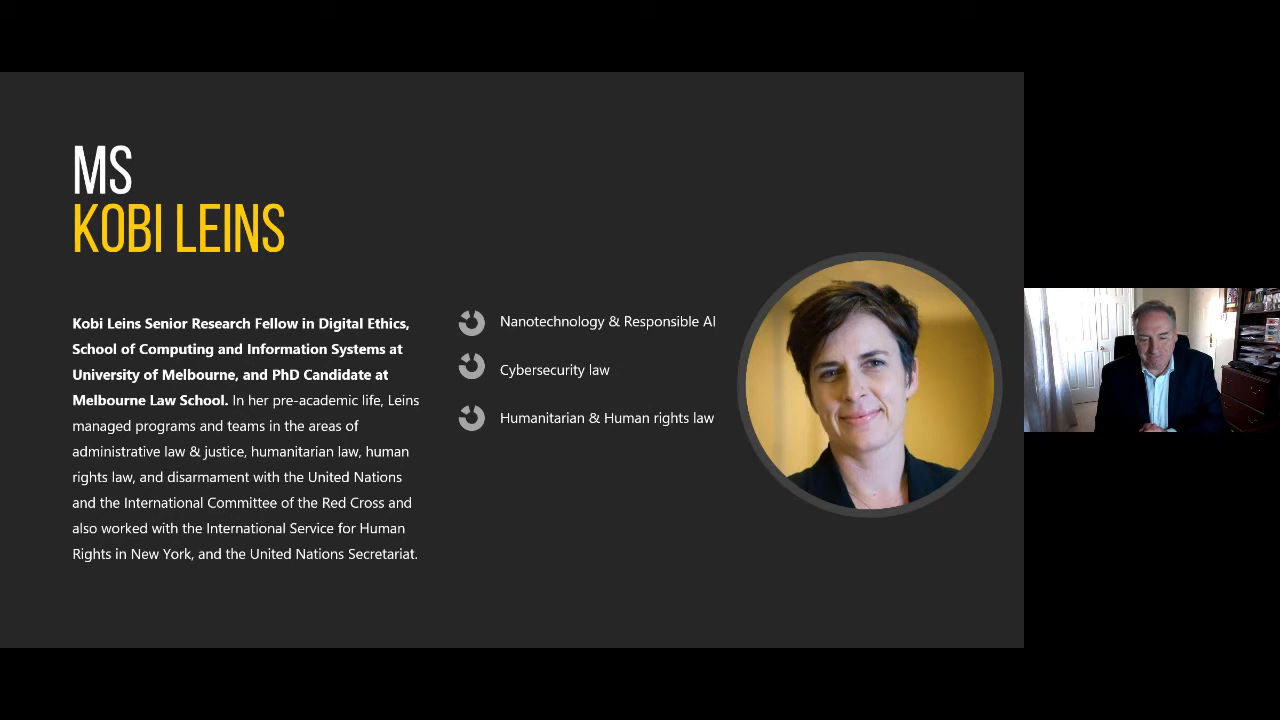 MS
KOBI LEINS
Kobi Leins Senior Research Fellow in Digital Ethics,
School of Computing and Information Systems at
University of Melbourne, and PhD Candidate at
Melbourne Law School. In her pre-academic life, Leins
managed programs and teams in the areas of
administrative law & justice, humanitarian law, human
rights law, and disarmament with the United Nations
and the International Committee of the Red Cross and
also worked with the International Service for Human
Rights in New York, and the United Nations Secretariat.
Nanotechnology & Responsible AI
Cybersecurity law
Humanitarian & Human rights law